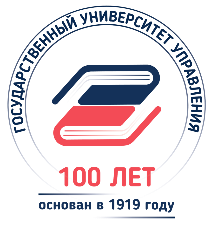 ГОСУДАРСТВЕННЫЙ УНИВЕРСИТЕТ УПРАВЛЕНИЯ
100 ЛЕТ
основан в 1919 году